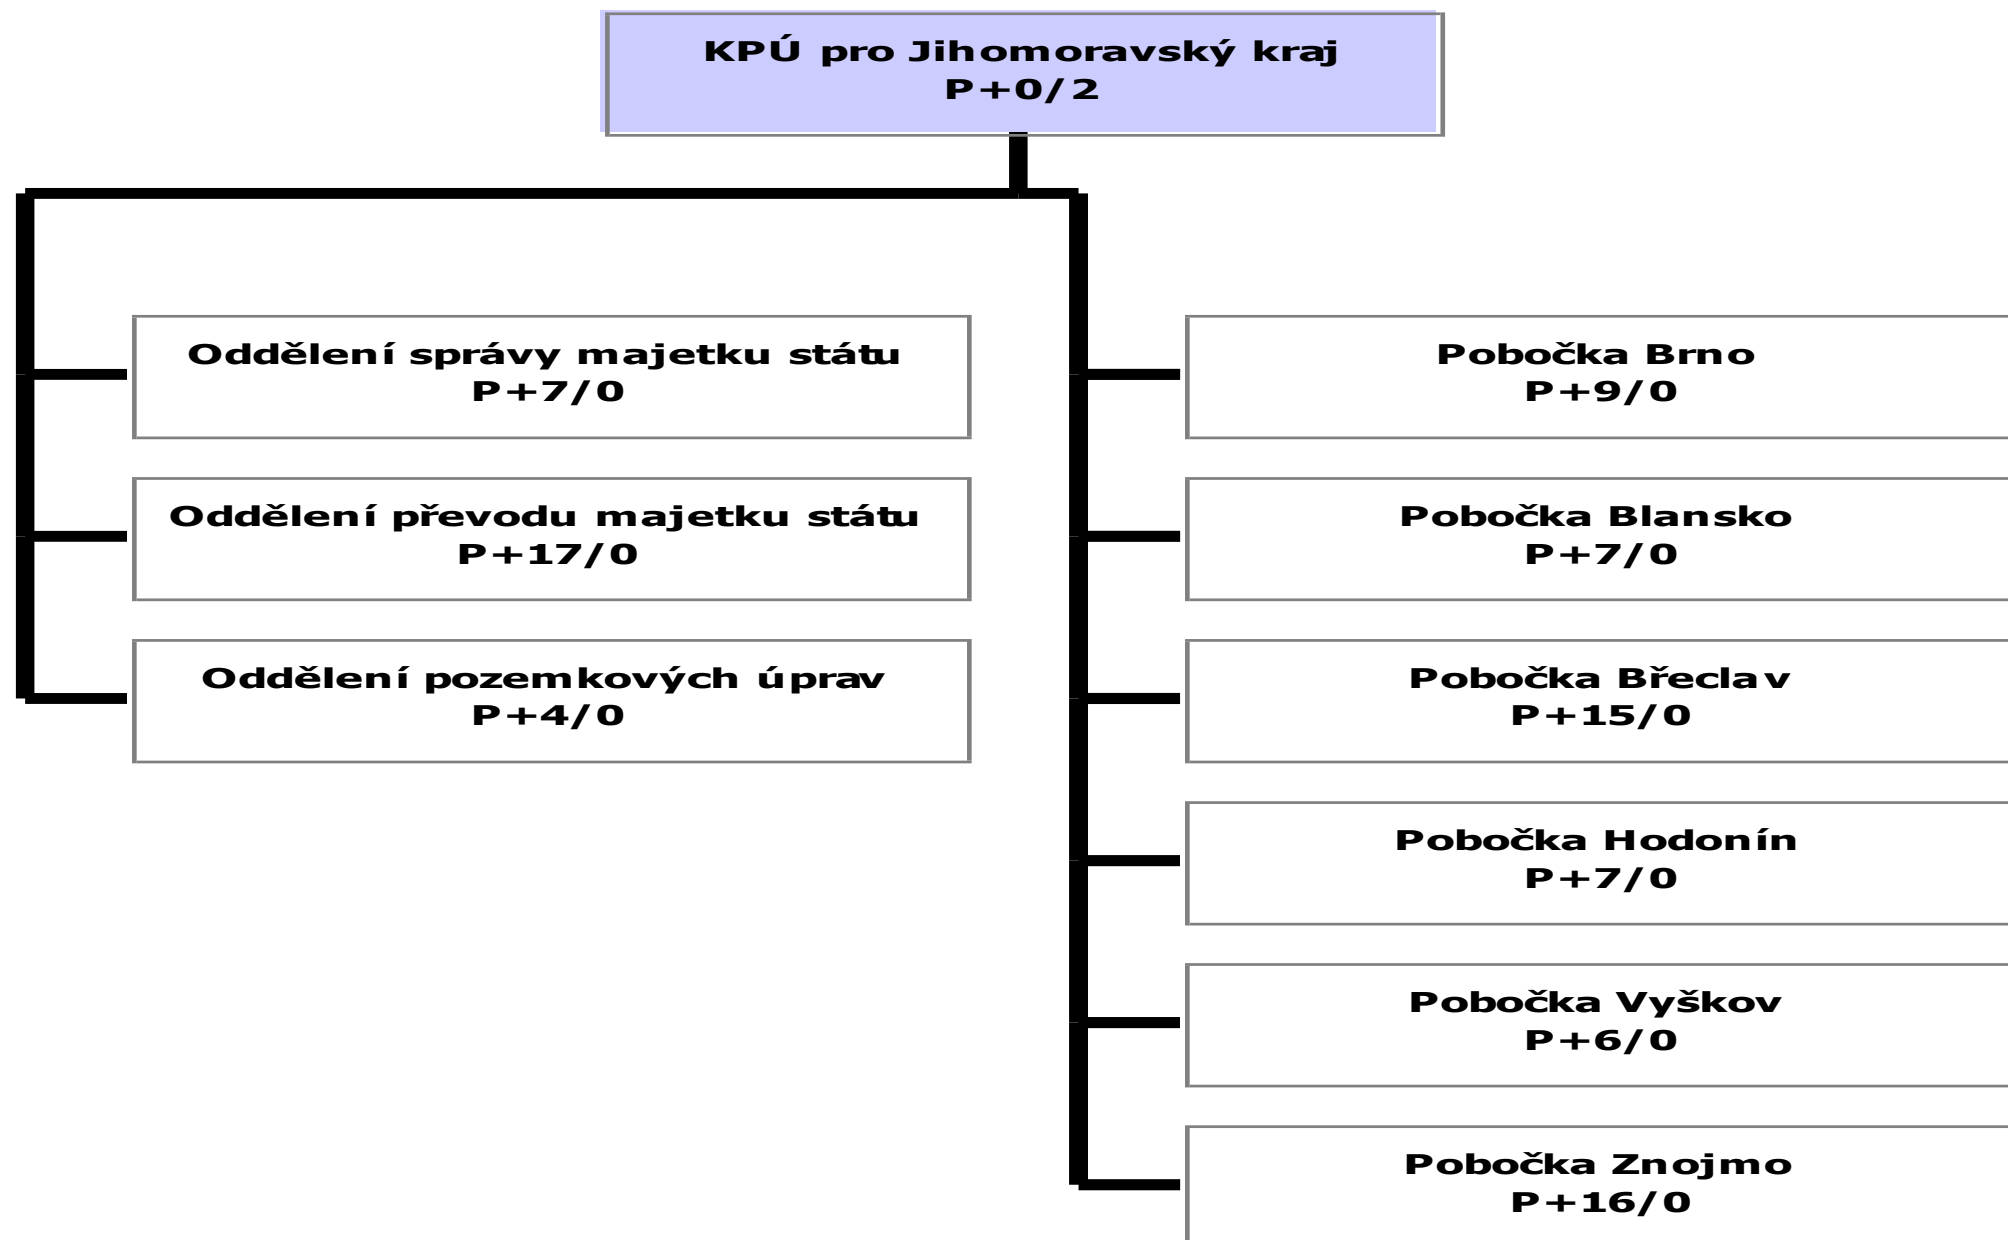 KPÚ pro Jihomoravský kraj
P+0/2
Oddělení správy majetku státu
P+7/0
Oddělení převodu majetku státu
P+17/0
Oddělení pozemkových úprav
P+4/0
Pobočka Brno
P+9/0
Pobočka Blansko
P+7/0
Pobočka Břeclav
P+15/0
Pobočka Hodonín
P+7/0
Pobočka Vyškov
P+6/0
Pobočka Znojmo
P+16/0